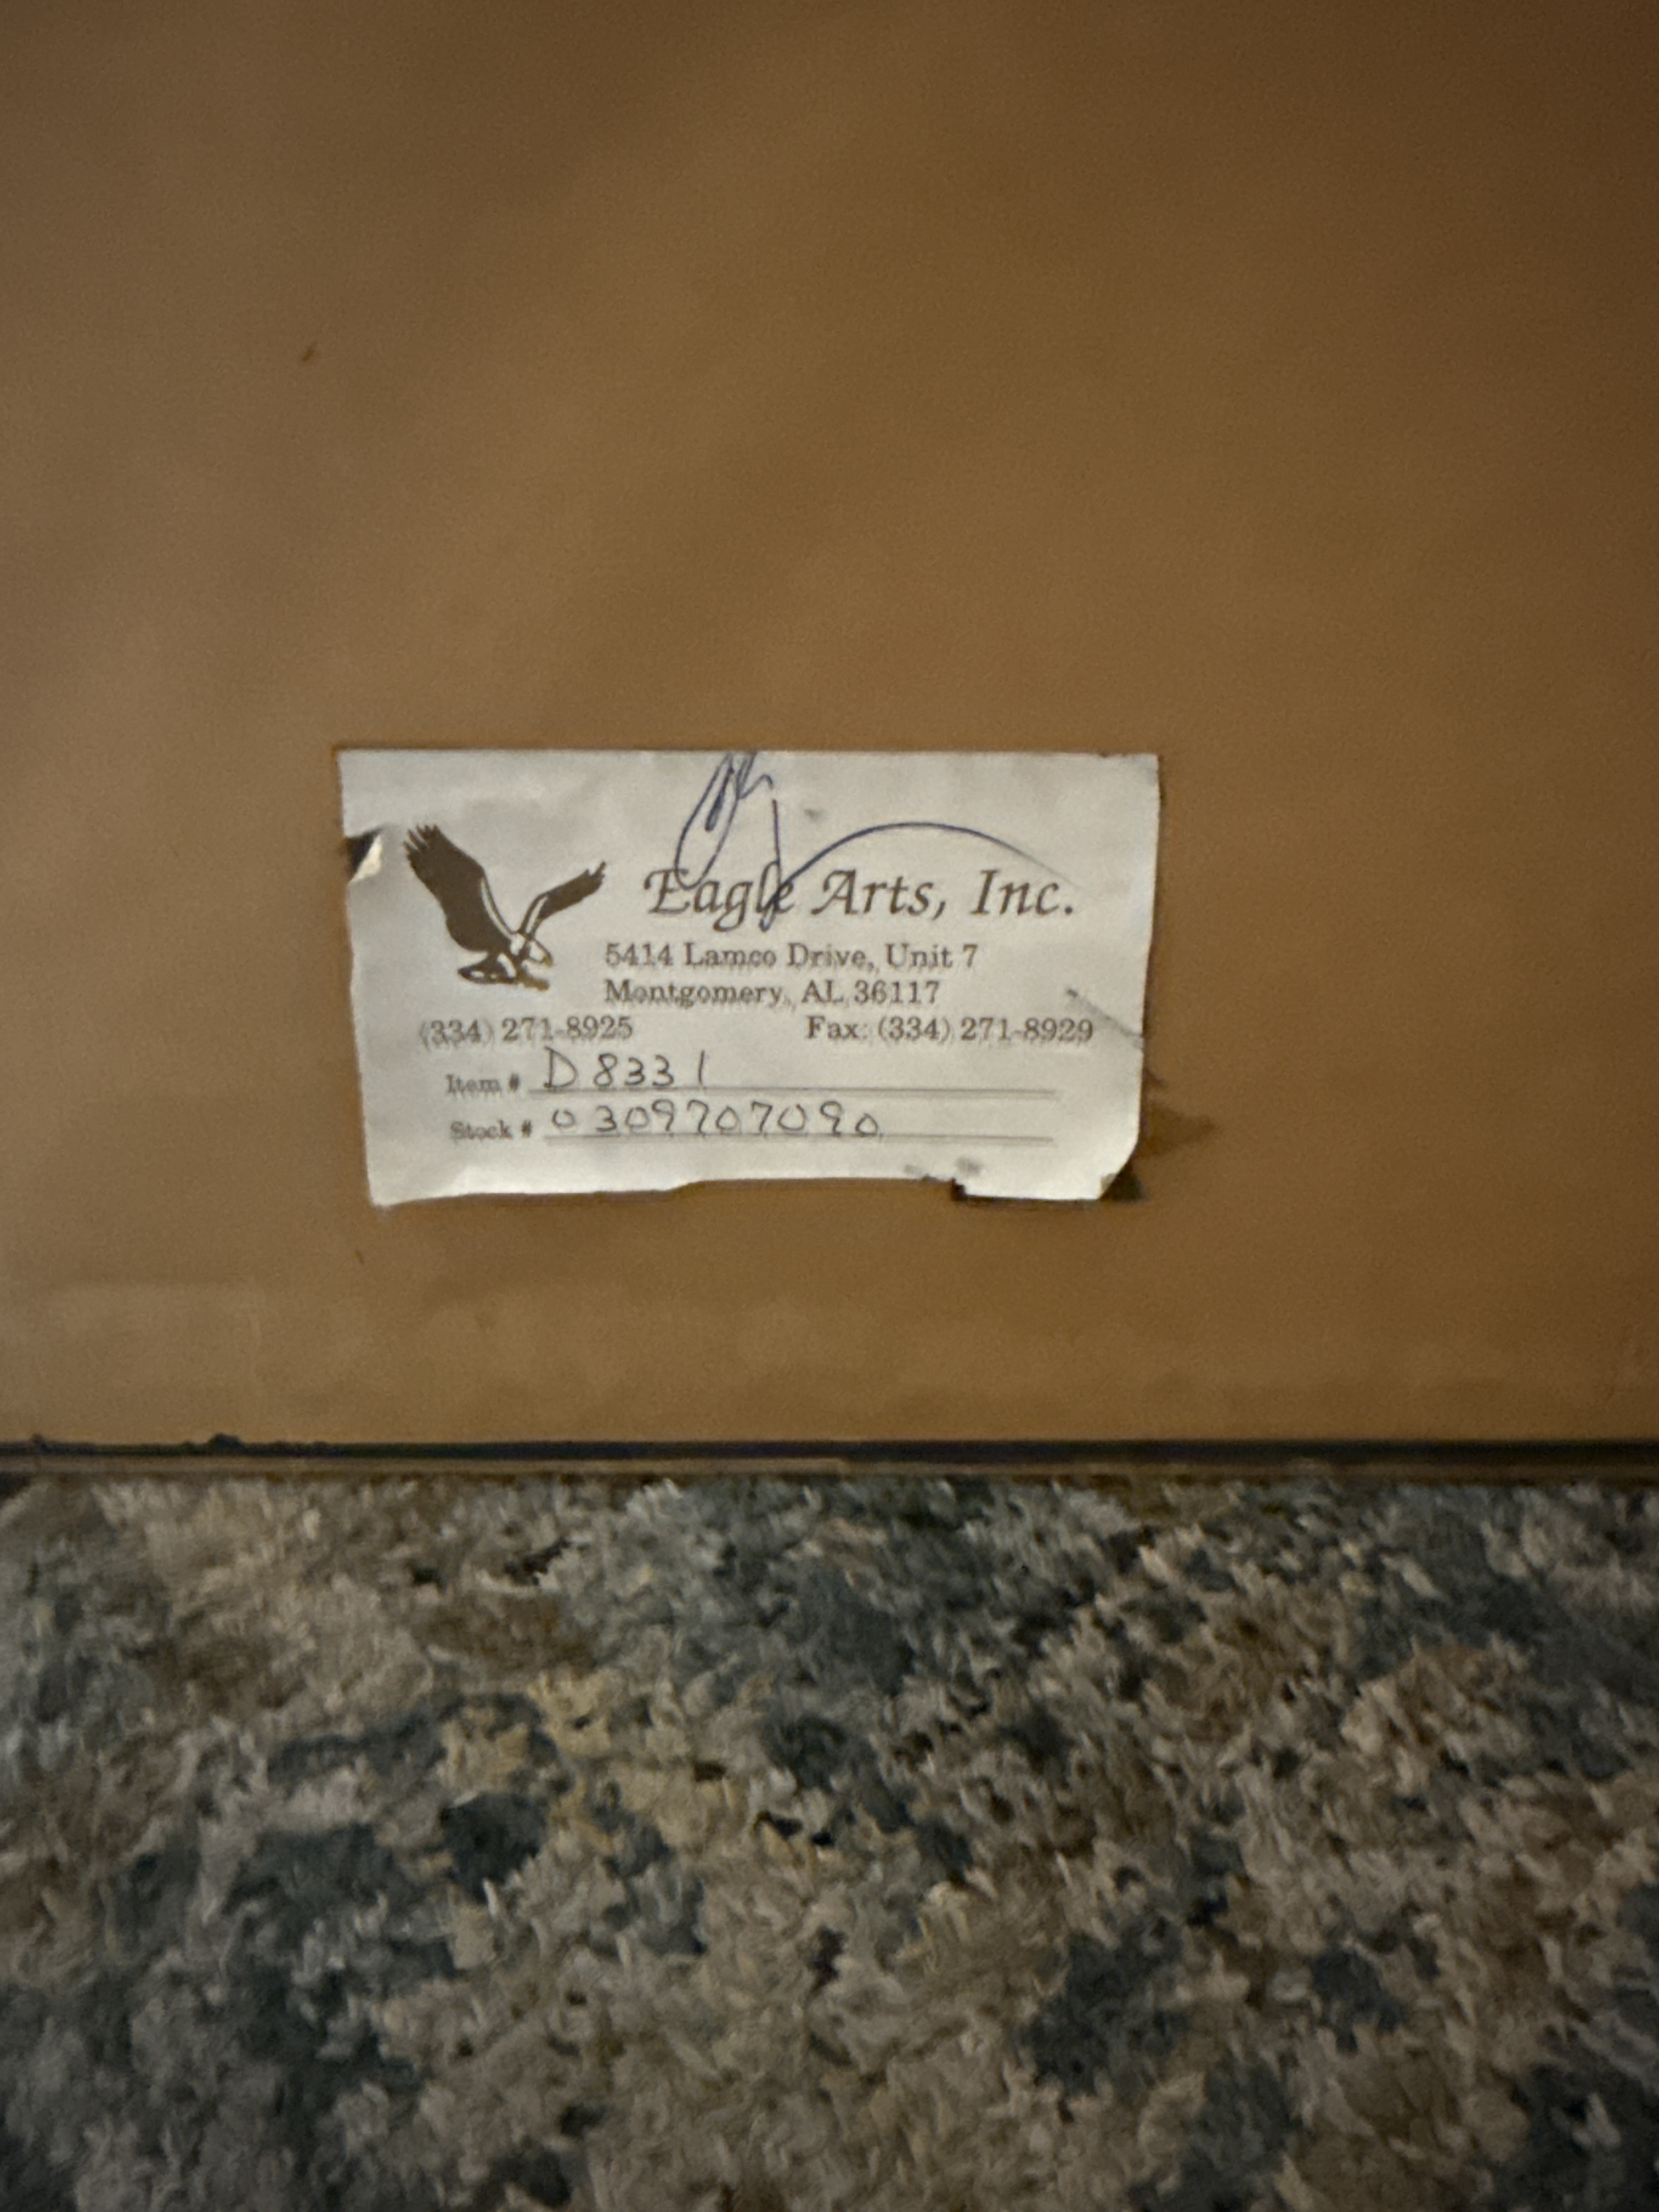 Eagle Arts, Inc.
5414 Lamco Drive, Unit 7
Montgomery, AL 36117
(334) 271-8925 Fax: (334) 271-8929
Item # D8331
Stock # 0309707090